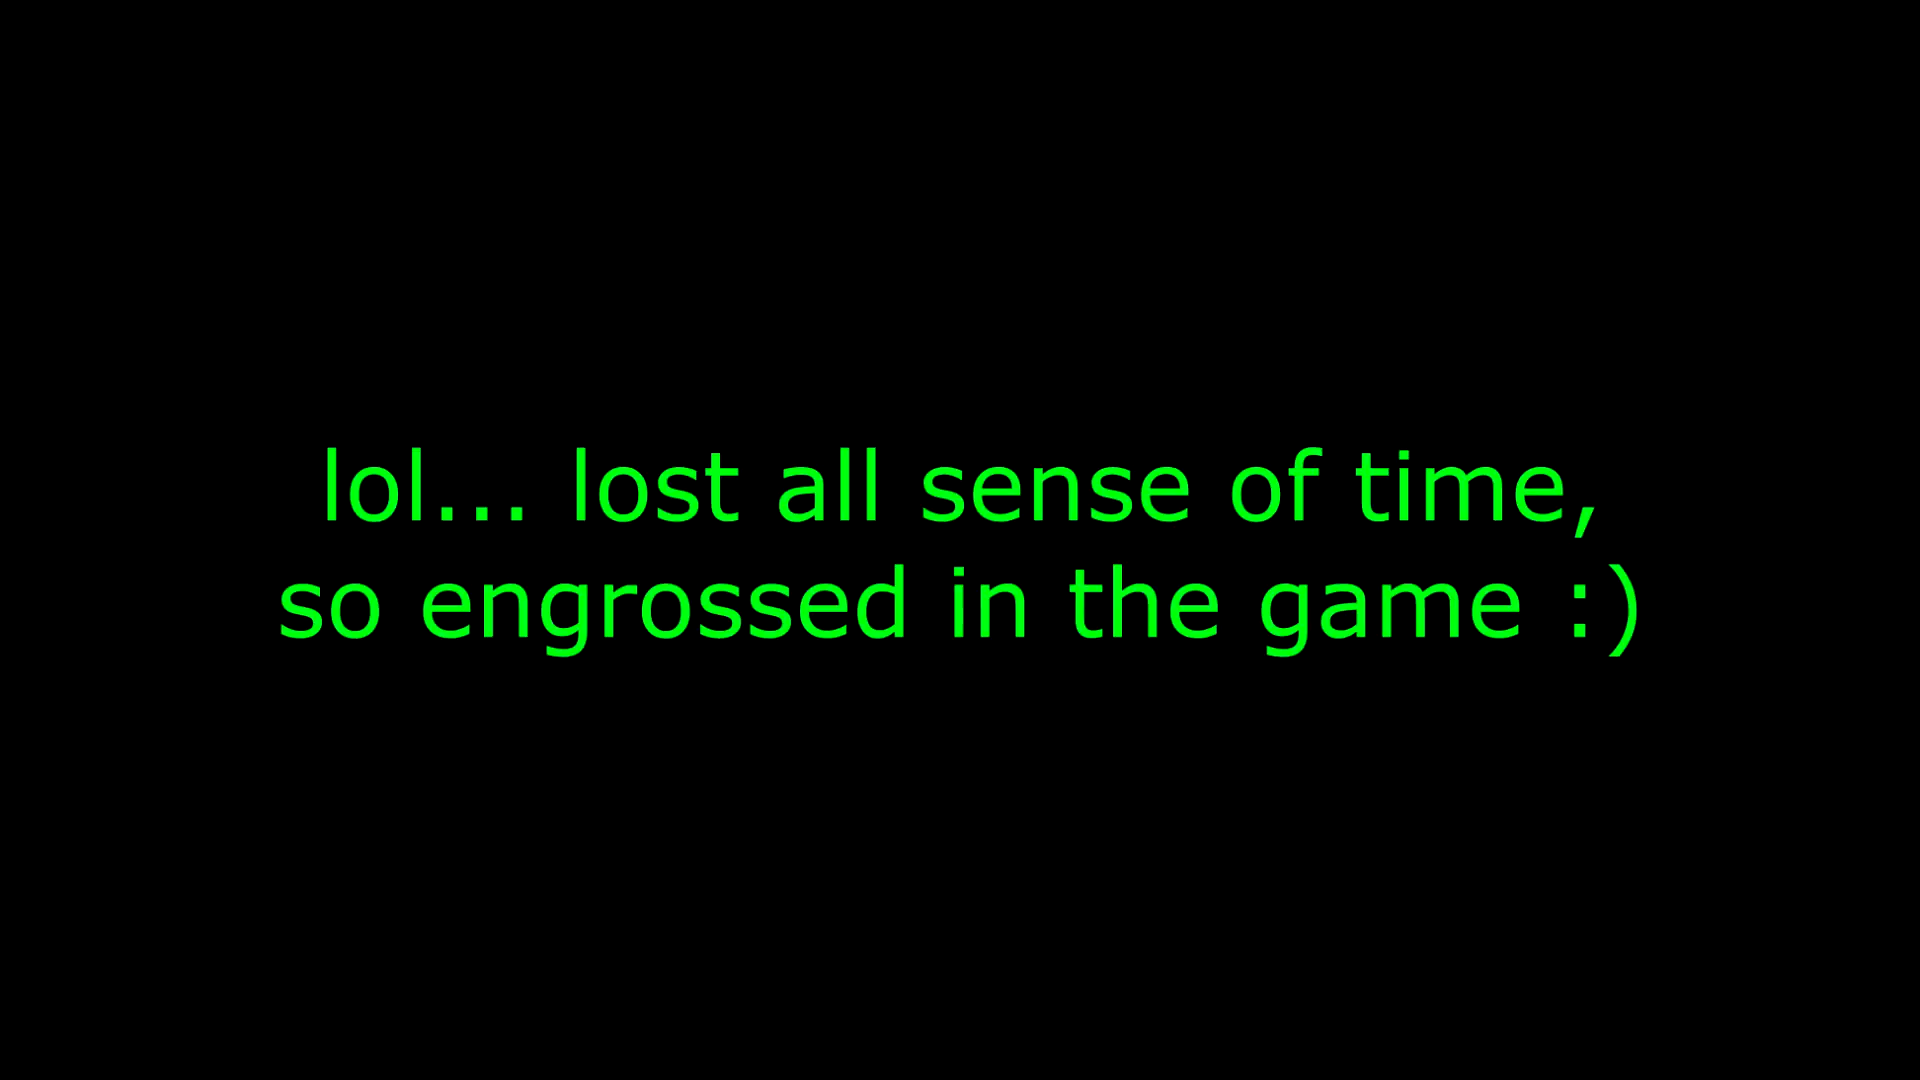 lol... lost all sense of time,
so engrossed in the game :)